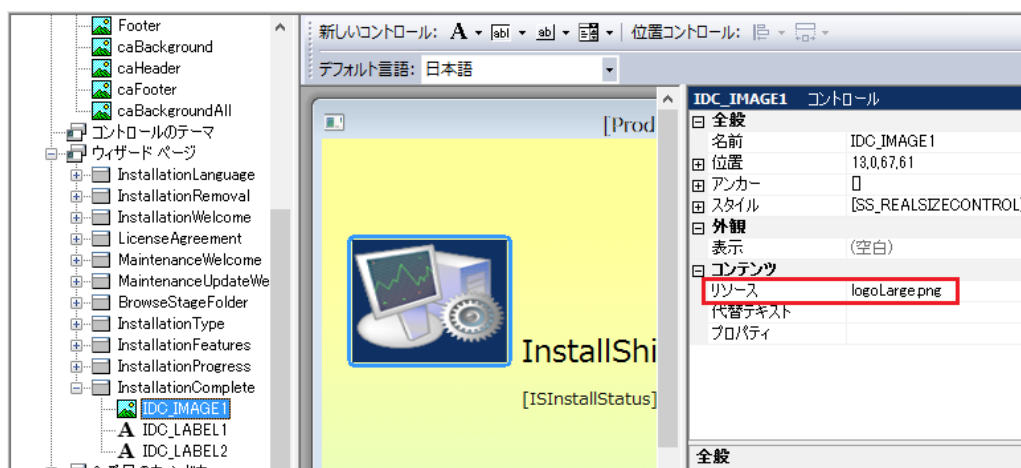 Footer
caBackground
caHeader
caFooter
caBackgroundAll
コントロールのテーマ
ウィザード ページ
InstallationLanguage
InstallationRemoval
InstallationWelcome
LicenseAgreement
MaintenanceWelcome
MaintenanceUpdateWe
BrowseStageFolder
InstallationType
InstallationFeatures
InstallationProgress
InstallationComplete
IDC_IMAGE1
A IDC_LABEL1
A IDC_LABEL2
新しいコントロール: A abl ab 位置コントロール:
デフォルト言語: 日本語
[Prod
InstallShi
[ISInstallStatus]
IDC_IMAGE1 コントロール
全般
名前 IDC_IMAGE1
位置 13,0,67,61
アンカー []
スタイル [SS_REALSIZECONTROL]
外観
表示 (空白)
コンテンツ
リソース logoLarge.png
代替テキスト
プロパティ
全般